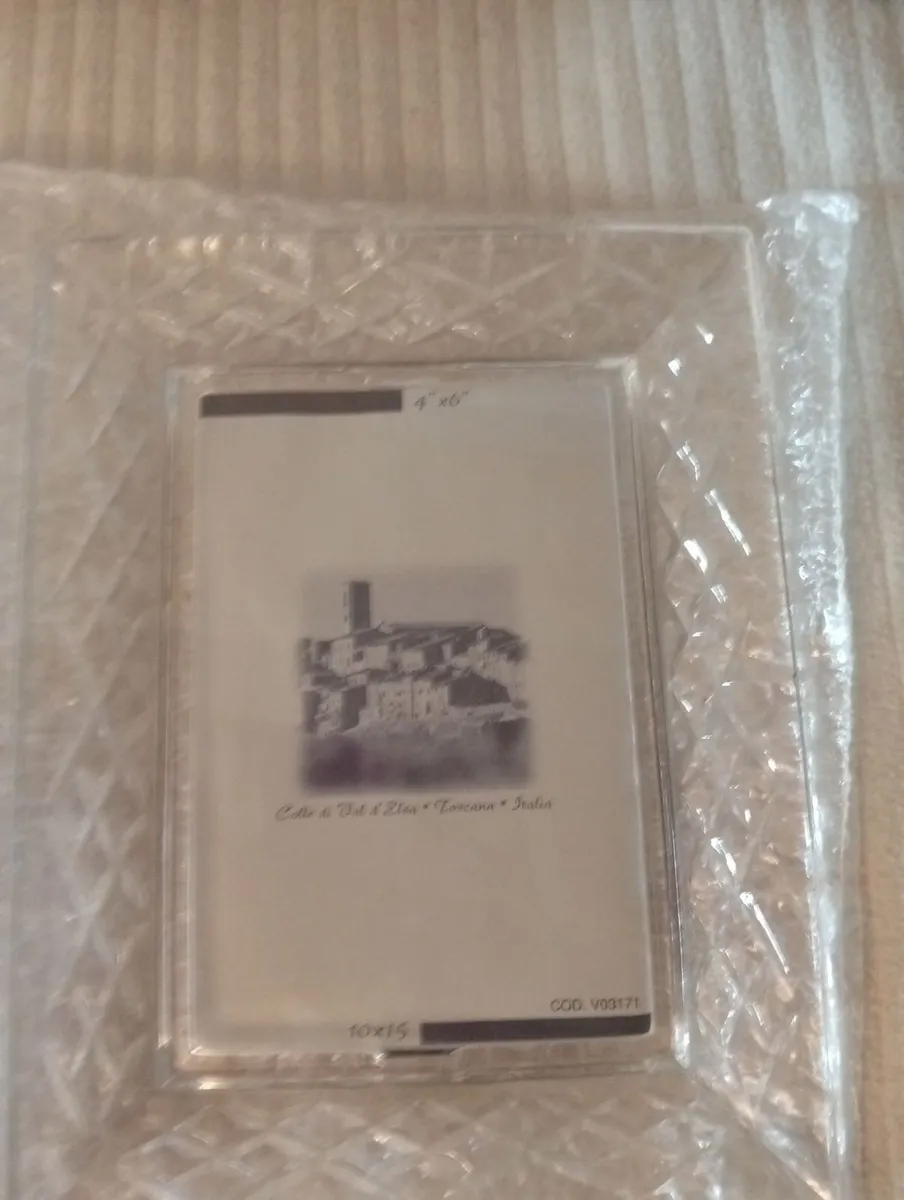 4" x6"
Colle di Val d'Elsa * Toscana * Italia
COD. V03171
10x15